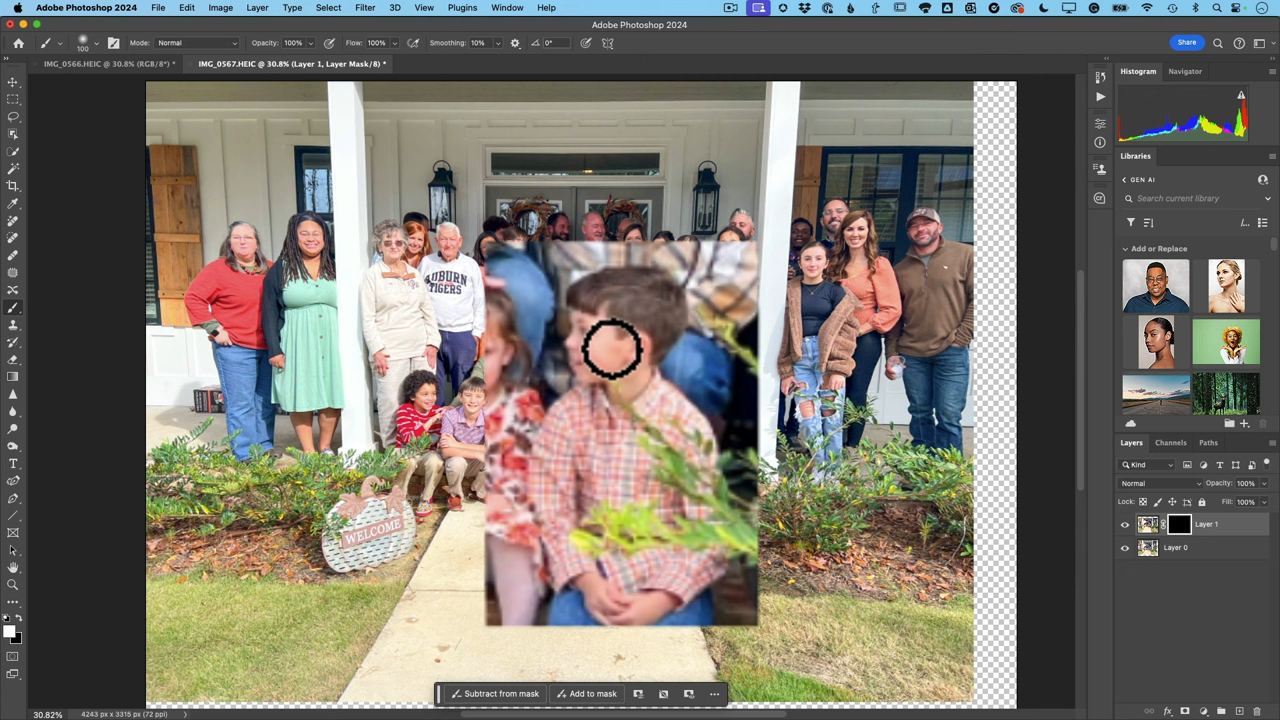 Adobe Photoshop 2024 File Edit Image Layer Type Select Filter 3D View Plugins Window Help
Adobe Photoshop 2024
100 Mode: Normal Opacity: 100% Flow: 100% Smoothing: 10% 0° Share
IMG_0566.HEIC @ 30.8% (RGB/8*) * IMG_0567.HEIC @ 30.8% (Layer 1, Layer Mask/8) *
Histogram Navigator
Libraries
GEN AI
Search current library
Add or Replace
AUBURN
TIGERS
WELCOME
Layers Channels Paths
Kind
Normal Opacity: 100%
Lock: Fill: 100%
Layer 1
Layer 0
Subtract from mask Add to mask
30.82% 4243 px x 3315 px (72 ppi)